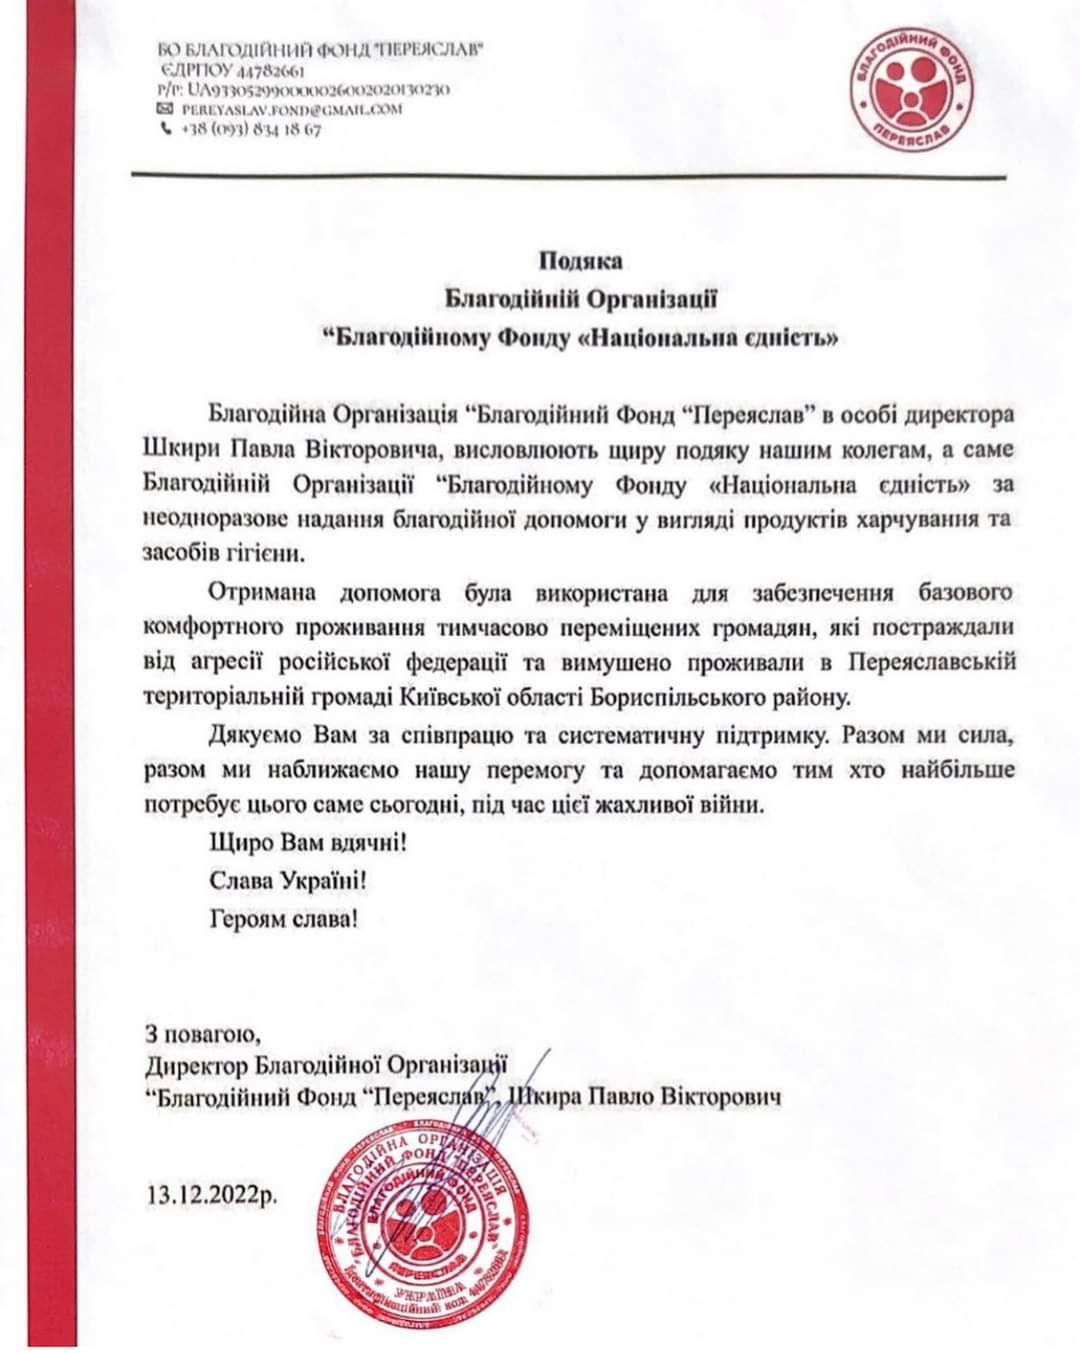 БО БЛАГОДІЙНИЙ ФОНД "ПЕРЕЯСЛАВ"
ЄДРПОУ 44782661
Р/Р: UA933052990000026002020130230
PEREYASLAV.FOND@GMAIL.COM
+38 (093) 834 18 67
БЛАГОДІЙНИЙ ФОНД
ПЕРЕЯСЛАВ
Подяка
Благодійній Організації
“Благодійному Фонду «Національна єдність»
Благодійна Організація “Благодійний Фонд “Переяслав” в особі директора
Шкири Павла Вікторовича, висловлюють щиру подяку нашим колегам, а саме
Благодійній Організації “Благодійному Фонду «Національна єдність» за
неодноразове надання благодійної допомоги у вигляді продуктів харчування та
засобів гігієни.
Отримана допомога була використана для забезпечення базового
комфортного проживання тимчасово переміщених громадян, які постраждали
від агресії російської федерації та вимушено проживали в Переяславській
територіальній громаді Київської області Бориспільського району.
Дякуємо Вам за співпрацю та систематичну підтримку. Разом ми сила,
разом ми наближаємо нашу перемогу та допомагаємо тим хто найбільше
потребує цього саме сьогодні, під час цієї жахливої війни.
Щиро Вам вдячні!
Слава Україні!
Героям слава!
З повагою,
Директор Благодійної Організації
“Благодійний Фонд “Переяслав”, Шкира Павло Вікторович
13.12.2022р.
БЛАГОДІЙНА ОРГАНІЗАЦІЯ
"БЛАГОДІЙНИЙ ФОНД "ПЕРЕЯСЛАВ"
БЛАГОДІЙНИЙ ФОНД
ПЕРЕЯСЛАВ
УКРАЇНА
Ідентифікаційний код 44782661